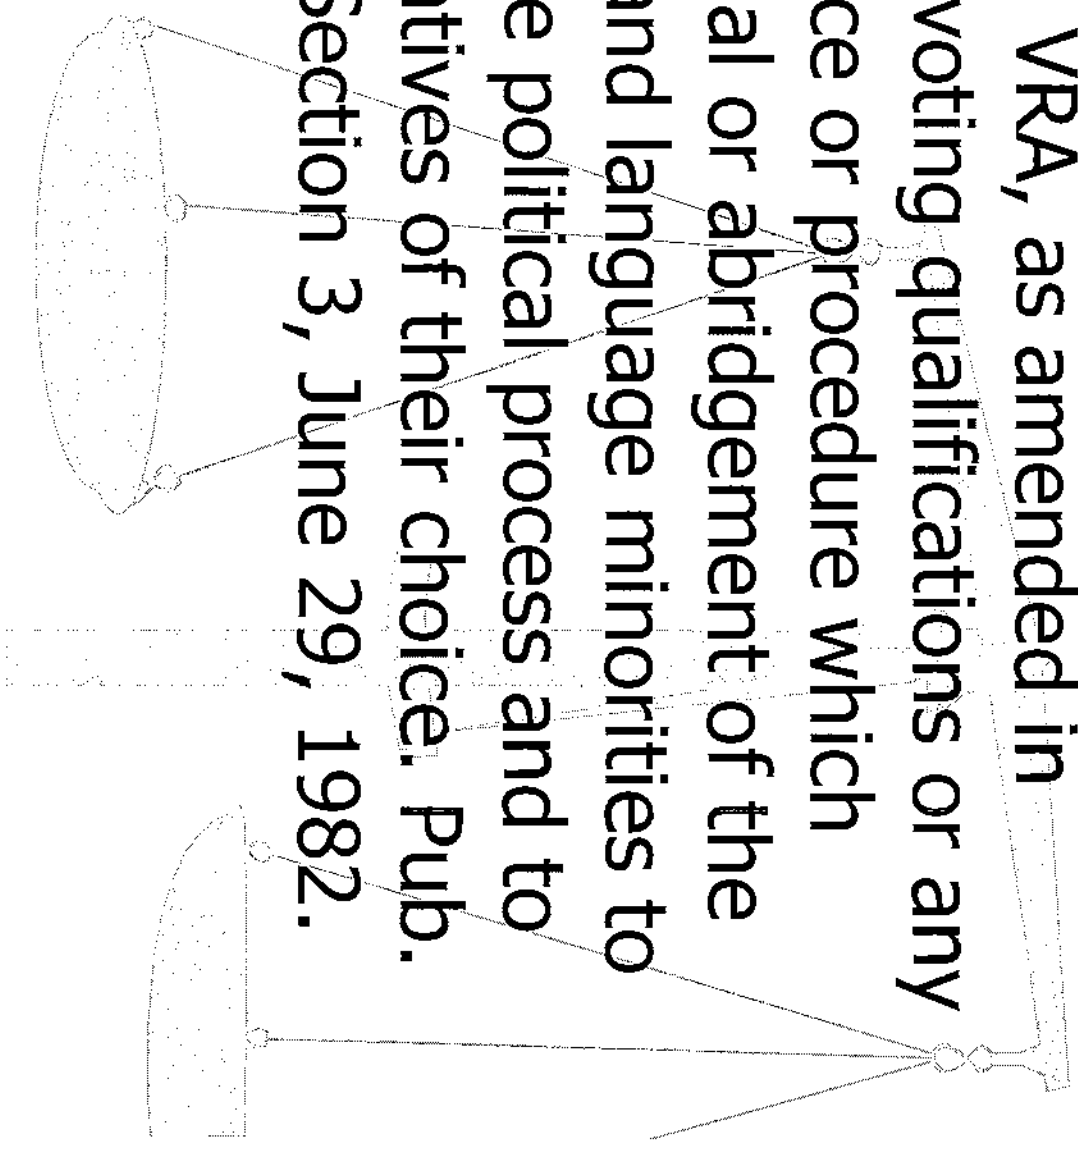 VRA, as amended in
voting qualifications or any
ce or procedure which
al or abridgement of the
and language minorities to
e political process and to
atives of their choice. Pub.
Section 3, June 29, 1982.